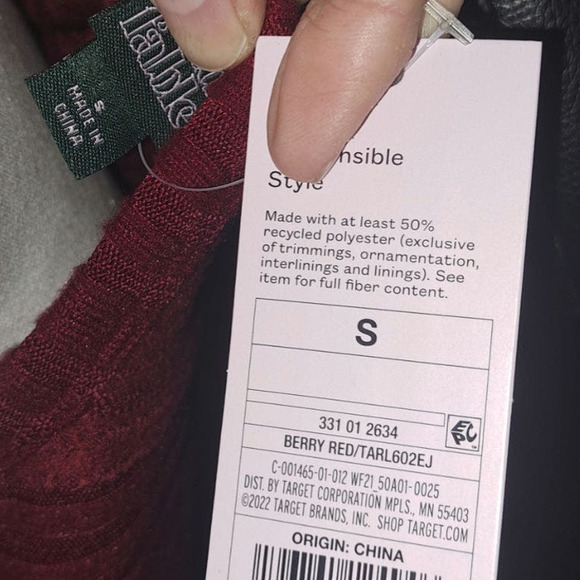 fable
S
MADE IN
CHINA
nsible
Style
Made with at least 50%
recycled polyester (exclusive
of trimmings, ornamentation,
interlinings and linings). See
item for full fiber content.
S
331 01 2634
EPC
BERRY RED/TARL602EJ
C-001465-01-012 WF21_50A01-0025
DIST. BY TARGET CORPORATION MPLS., MN 55403
©2022 TARGET BRANDS, INC. SHOP TARGET.COM
ORIGIN: CHINA